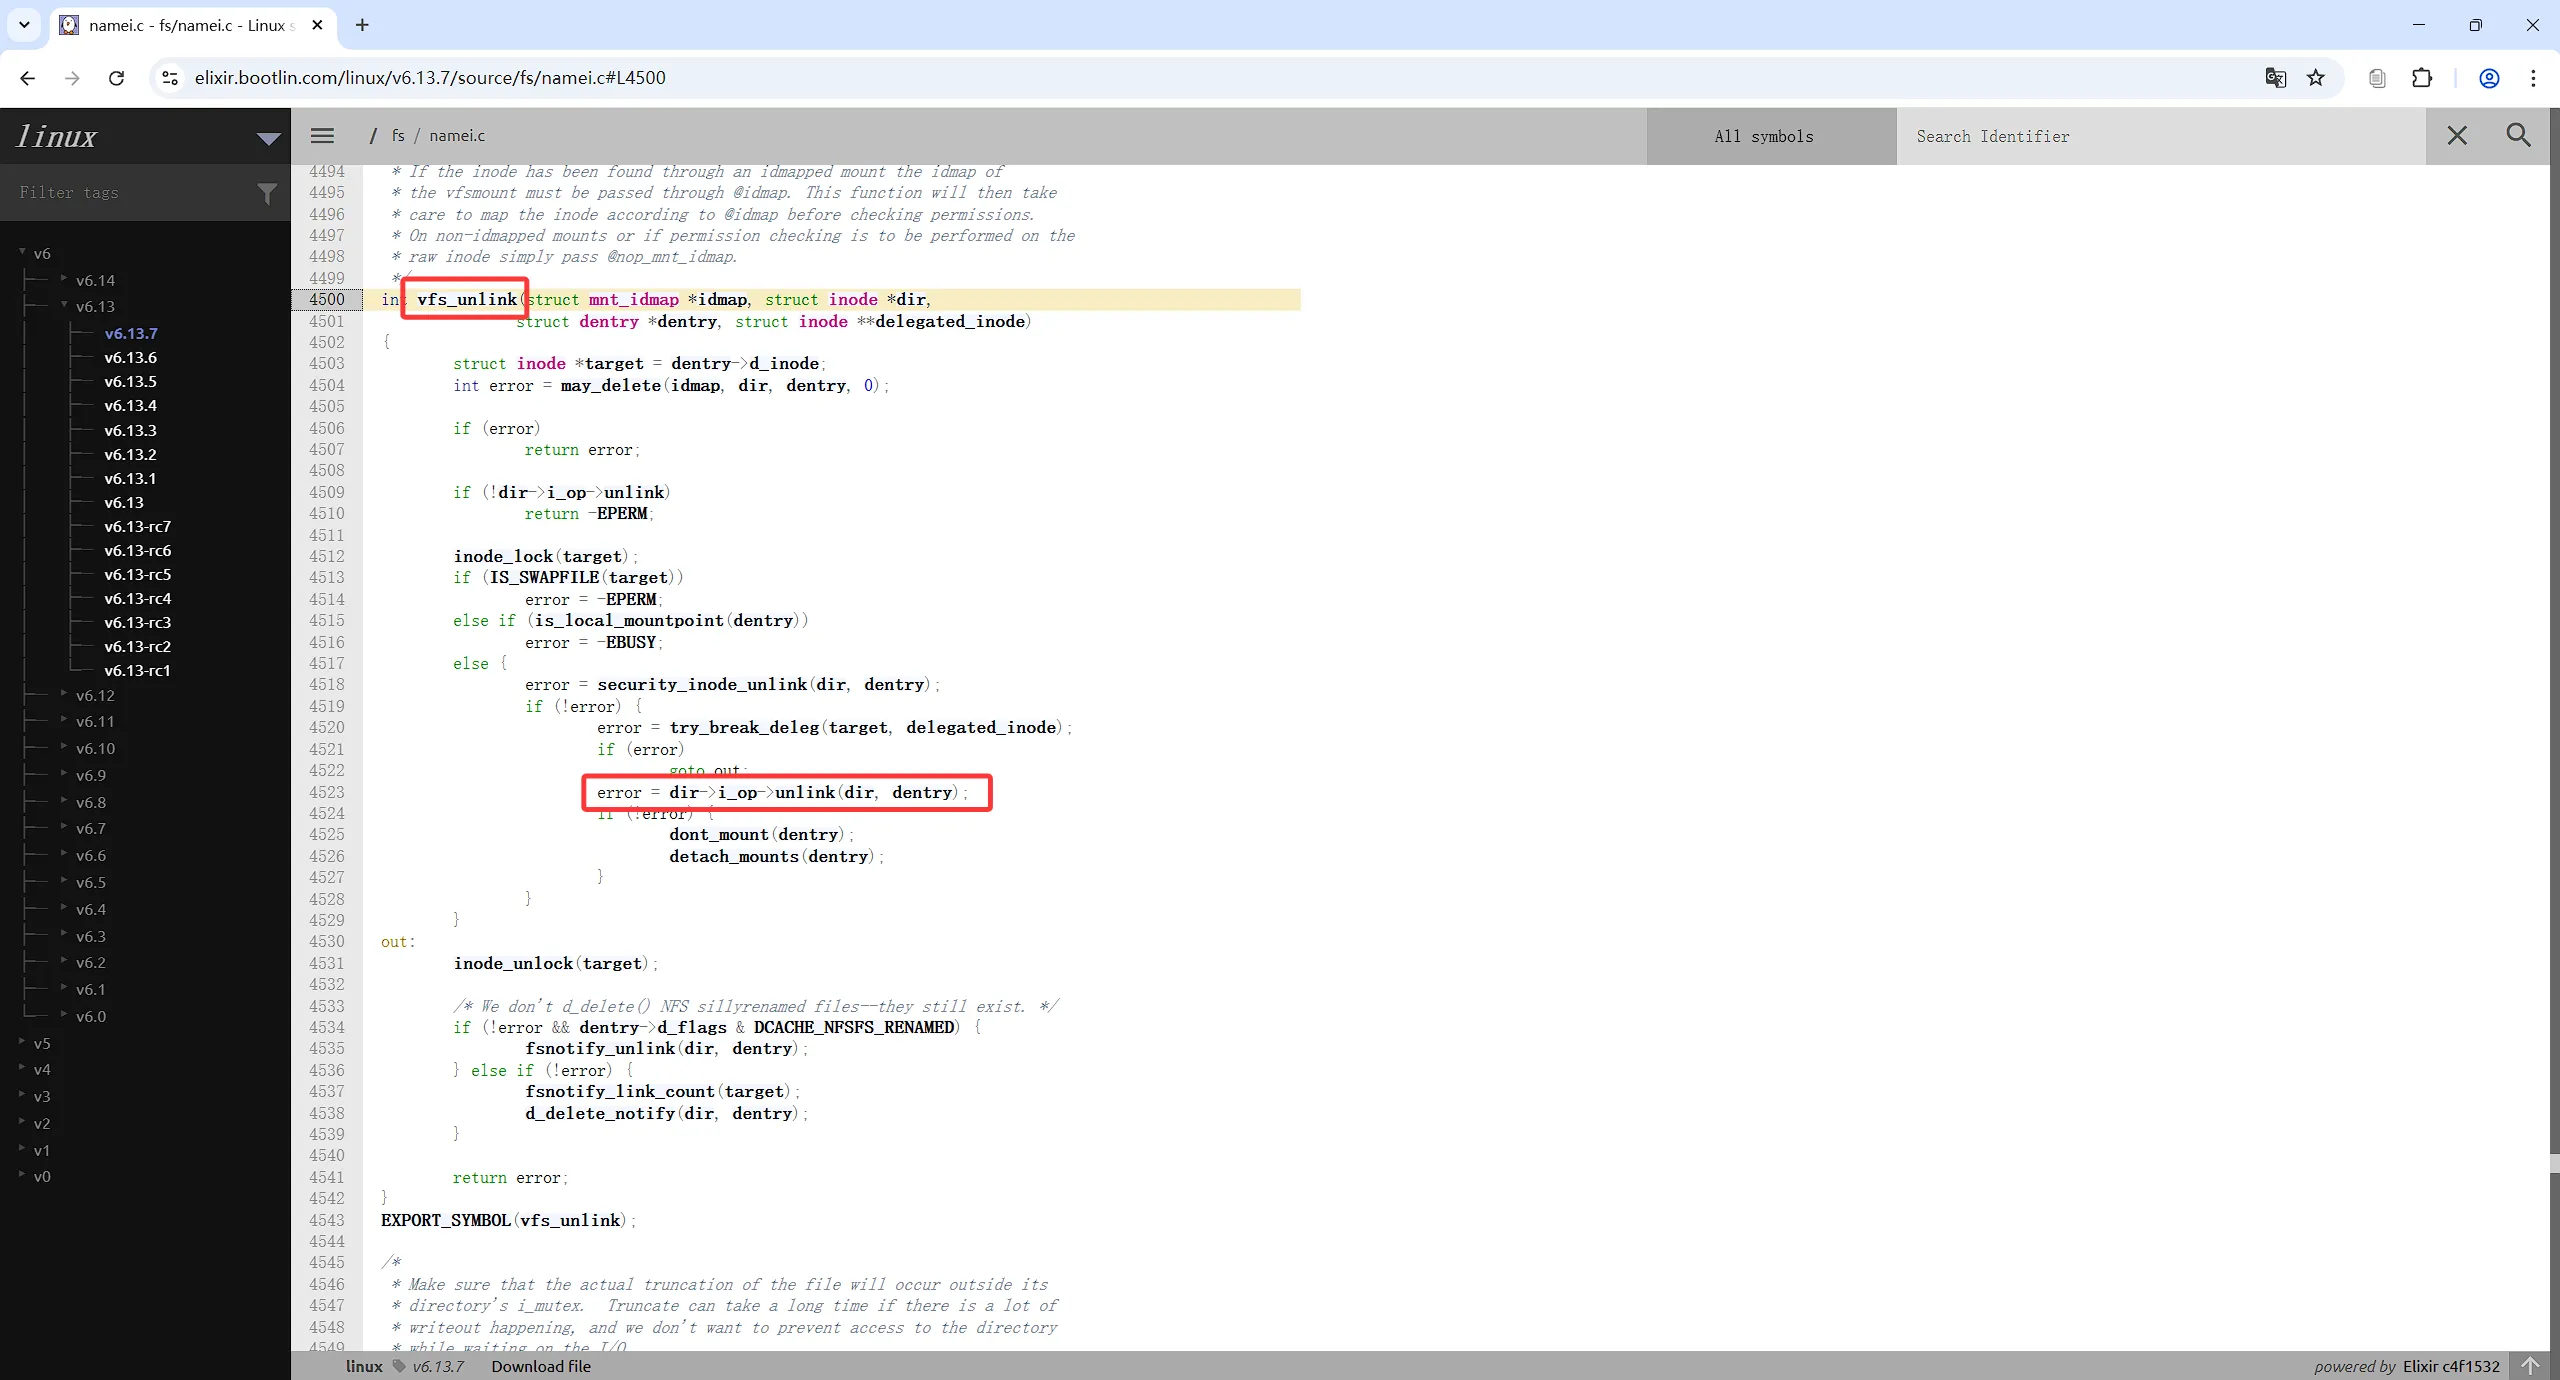 namei.c - fs/namei.c - Linux s
elixir.bootlin.com/linux/v6.13.7/source/fs/namei.c#L4500
linux
/ fs / namei.c
All symbols
Search Identifier
Filter tags
v6
v6.14
v6.13
v6.13.7
v6.13.6
v6.13.5
v6.13.4
v6.13.3
v6.13.2
v6.13.1
v6.13
v6.13-rc7
v6.13-rc6
v6.13-rc5
v6.13-rc4
v6.13-rc3
v6.13-rc2
v6.13-rc1
v6.12
v6.11
v6.10
v6.9
v6.8
v6.7
v6.6
v6.5
v6.4
v6.3
v6.2
v6.1
v6.0
v5
v4
v3
v2
v1
v0
4494 * If the inode has been found through an idmapped mount the idmap of
4495 * the vfsmount must be passed through @idmap. This function will then take
4496 * care to map the inode according to @idmap before checking permissions.
4497 * On non-idmapped mounts or if permission checking is to be performed on the
4498 * raw inode simply pass @nop_mnt_idmap.
4499 */
4500 int vfs_unlink(struct mnt_idmap *idmap, struct inode *dir,
4501 struct dentry *dentry, struct inode **delegated_inode)
4502 {
4503 struct inode *target = dentry->d_inode;
4504 int error = may_delete(idmap, dir, dentry, 0);
4505
4506 if (error)
4507 return error;
4508
4509 if (!dir->i_op->unlink)
4510 return -EPERM;
4511
4512 inode_lock(target);
4513 if (IS_SWAPFILE(target))
4514 error = -EPERM;
4515 else if (is_local_mountpoint(dentry))
4516 error = -EBUSY;
4517 else {
4518 error = security_inode_unlink(dir, dentry);
4519 if (!error) {
4520 error = try_break_deleg(target, delegated_inode);
4521 if (error)
4522 goto out;
4523 error = dir->i_op->unlink(dir, dentry);
4524 if (!error) {
4525 dont_mount(dentry);
4526 detach_mounts(dentry);
4527 }
4528 }
4529 }
4530 out:
4531 inode_unlock(target);
4532
4533 /* We don't d_delete() NFS sillyrenamed files--they still exist. */
4534 if (!error && dentry->d_flags & DCACHE_NFSFS_RENAMED) {
4535 fsnotify_unlink(dir, dentry);
4536 } else if (!error) {
4537 fsnotify_link_count(target);
4538 d_delete_notify(dir, dentry);
4539 }
4540
4541 return error;
4542 }
4543 EXPORT_SYMBOL(vfs_unlink);
4544
4545 /*
4546 * Make sure that the actual truncation of the file will occur outside its
4547 * directory's i_mutex.  Truncate can take a long time if there is a lot of
4548 * writeout happening, and we don't want to prevent access to the directory
4549 * while waiting on the I/O
linux v6.13.7 Download file
powered by Elixir c4f1532